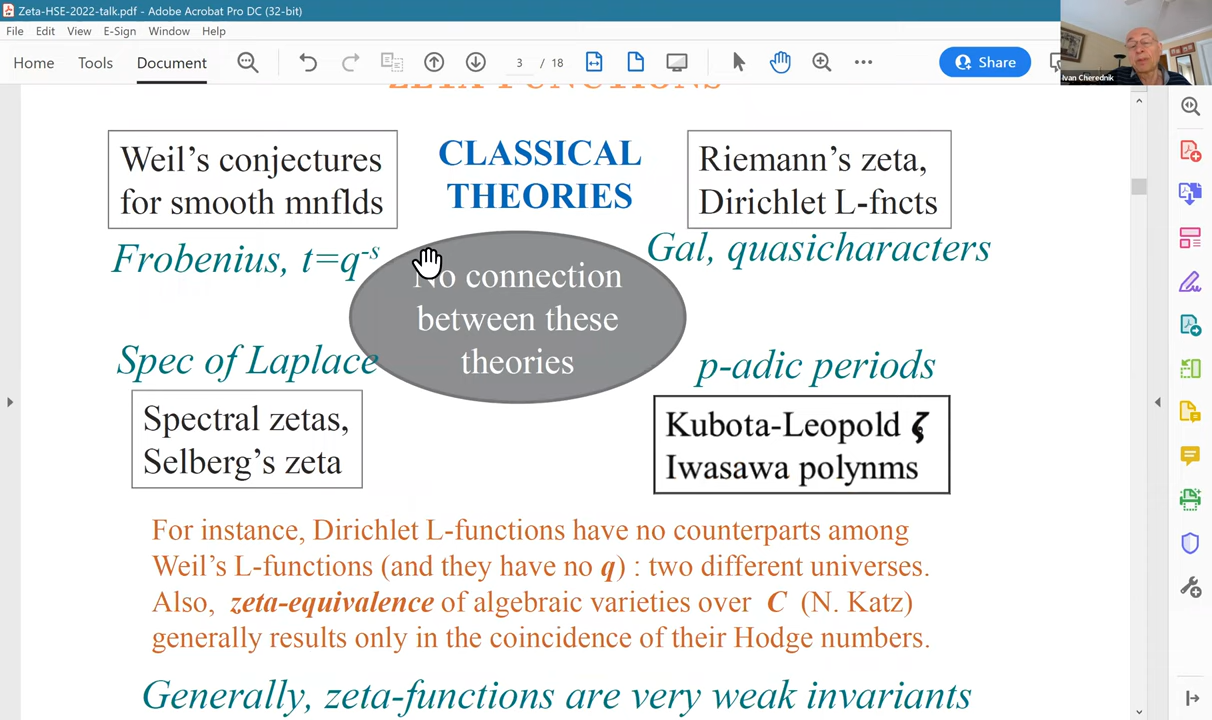 Zeta-HSE-2022-talk.pdf - Adobe Acrobat Pro DC (32-bit)
File Edit View E-Sign Window Help
Home Tools Document 3 / 18 Share
Ivan Cherednik
ZETA FUNCTIONS
Weil's conjectures
for smooth mnflds
CLASSICAL
THEORIES
Riemann's zeta,
Dirichlet L-fncts
Frobenius, t=q^-s
Gal, quasicharacters
No connection
between these
theories
Spec of Laplace
p-adic periods
Spectral zetas,
Selberg's zeta
Kubota-Leopold ζ
Iwasawa polynms
For instance, Dirichlet L-functions have no counterparts among
Weil's L-functions (and they have no q) : two different universes.
Also, zeta-equivalence of algebraic varieties over C (N. Katz)
generally results only in the coincidence of their Hodge numbers.
Generally, zeta-functions are very weak invariants